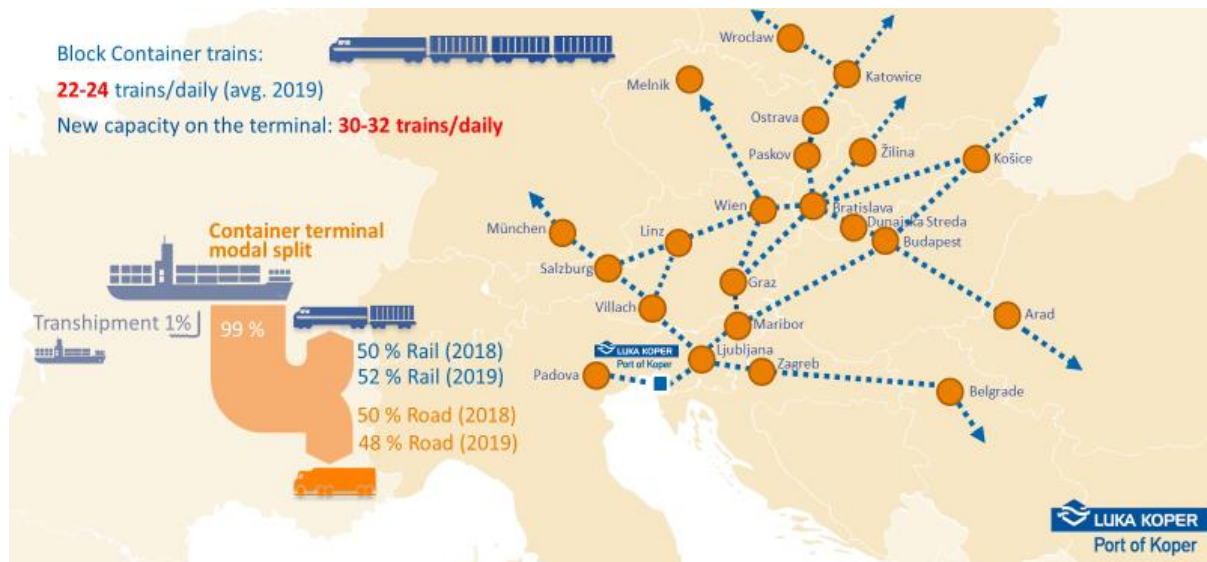 Block Container trains:
22-24 trains/daily (avg. 2019)
New capacity on the terminal: 30-32 trains/daily
Container terminal
modal split
Transhipment 1%
99 %
50 % Rail (2018)
52 % Rail (2019)
50 % Road (2018)
48 % Road (2019)
Wroclaw
Katowice
Melnik
Ostrava
Paskov
Žilina
Košice
Wien
Bratislava
Dunajska Streda
Budapest
München
Linz
Salzburg
Graz
Villach
Maribor
Arad
LUKA KOPER
Port of Koper
Ljubljana
Padova
Zagreb
Belgrade
LUKA KOPER
Port of Koper